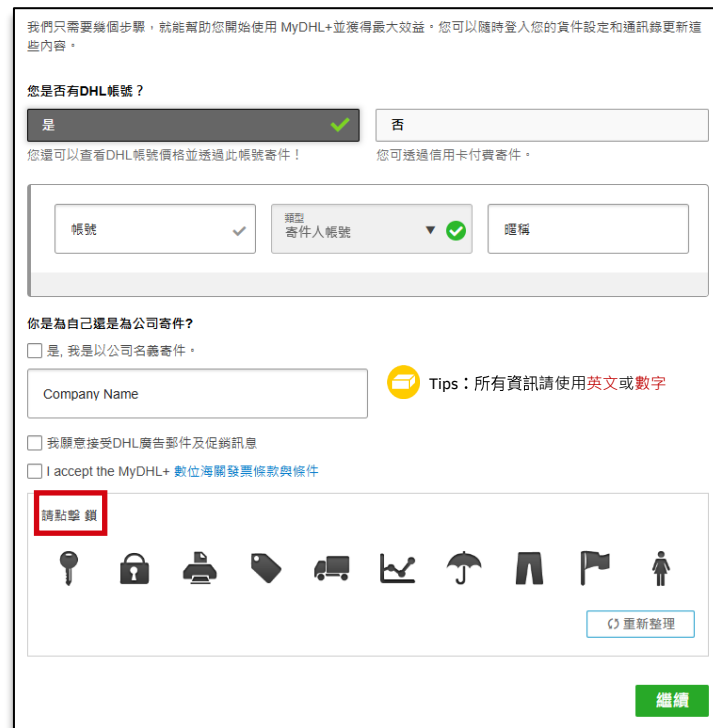 我們只需要幾個步驟，就能幫助您開始使用 MyDHL+並獲得最大效益。您可以隨時登入您的貨件設定和通訊錄更新這
些內容。
您是否有DHL帳號？
是
否
您還可以查看DHL帳號價格並透過此帳號寄件！
您可透過信用卡付費寄件。
帳號
類型
寄件人帳號
暱稱
你是為自己還是為公司寄件?
是, 我是以公司名義寄件。
Company Name
Tips：所有資訊請使用英文或數字
我願意接受DHL廣告郵件及促銷訊息
I accept the MyDHL+ 數位海關發票條款與條件
請點擊 鎖
重新整理
繼續